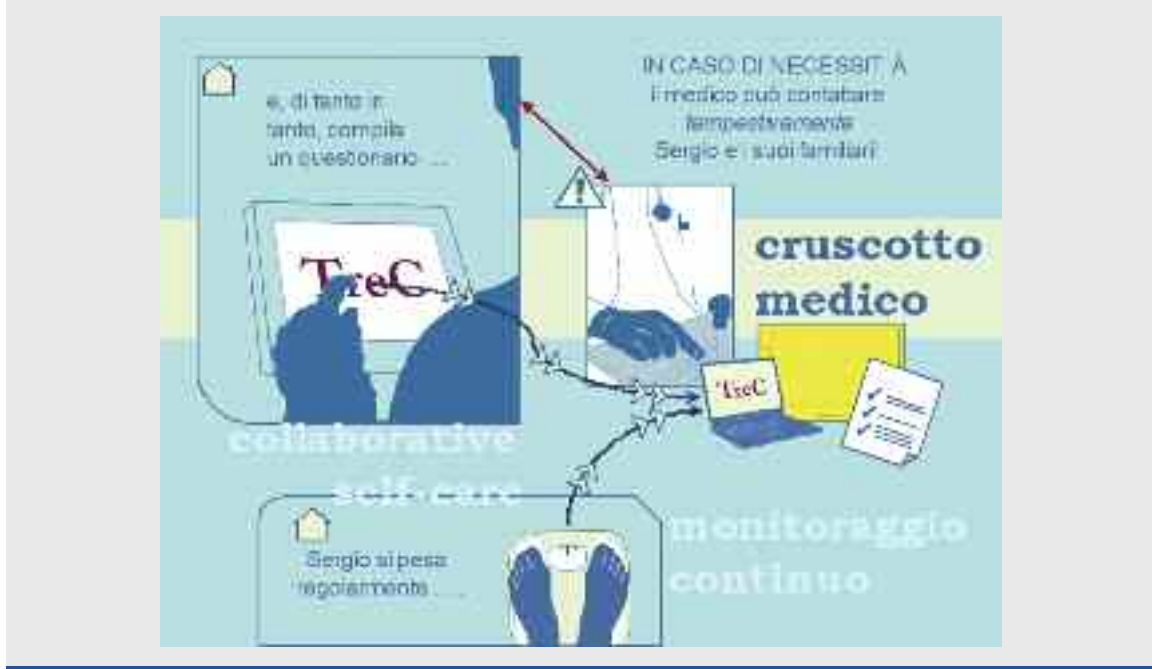 e, di tanto in
tanto, compila
un questionario ....
TreC
collaborative
self-care
IN CASO DI NECESSITÀ
il medico può contattare
tempestivamente
Sergio e i suoi familiari!
cruscotto
medico
TreC
Sergio si pesa
regolarmente .....
monitoraggio
continuo